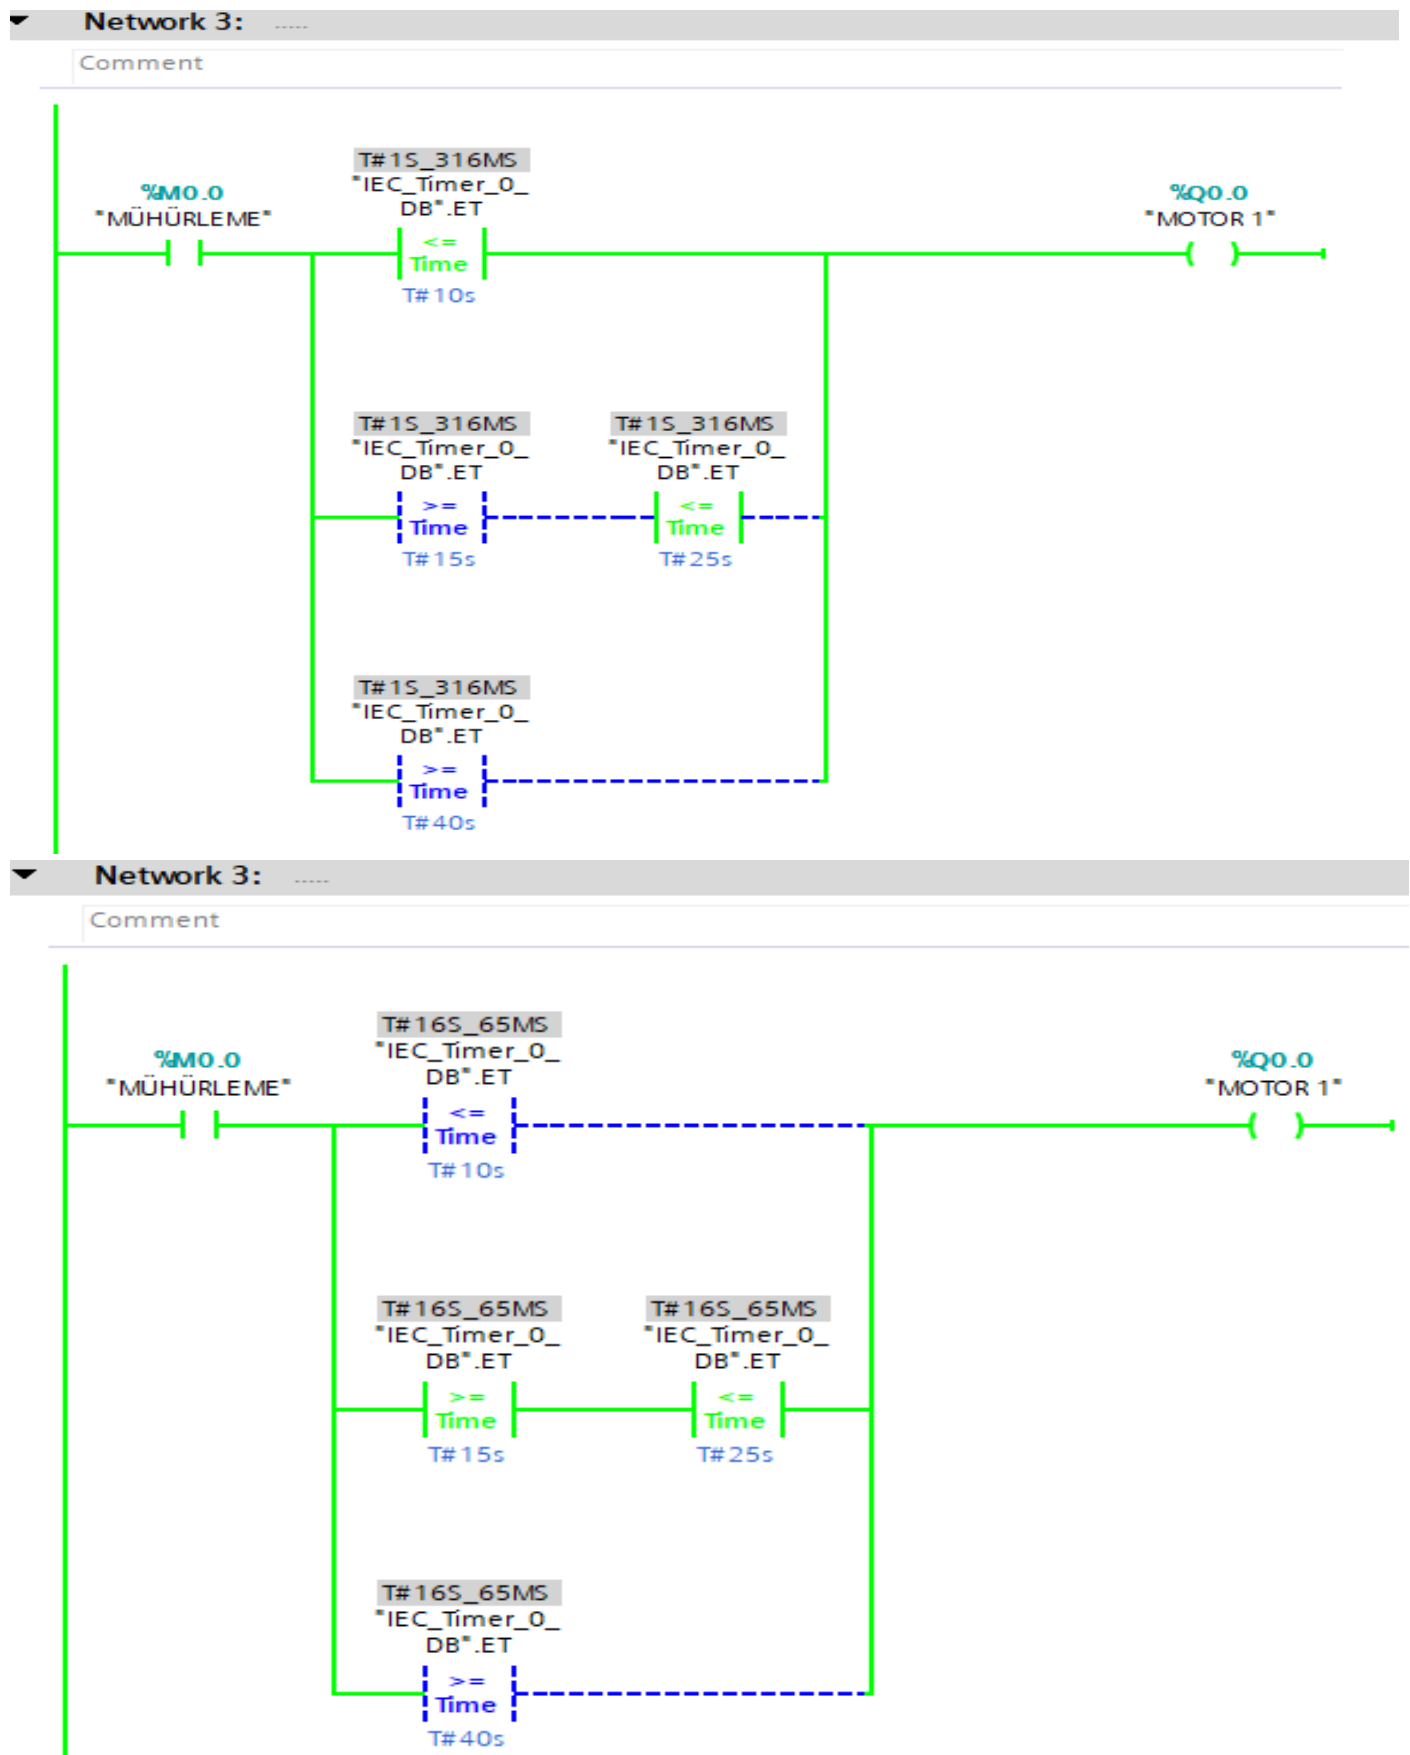 Network 3: .....
Comment
T#1S_316MS
"IEC_Timer_0_
DB".ET
%M0.0
"MÜHÜRLEME"
<=
Time
T#10s
%Q0.0
"MOTOR 1"
( )
T#1S_316MS
"IEC_Timer_0_
DB".ET
>=
Time
T#15s
T#1S_316MS
"IEC_Timer_0_
DB".ET
<=
Time
T#25s
T#1S_316MS
"IEC_Timer_0_
DB".ET
>=
Time
T#40s
Network 3: .....
Comment
T#16S_65MS
"IEC_Timer_0_
DB".ET
%M0.0
"MÜHÜRLEME"
<=
Time
T#10s
%Q0.0
"MOTOR 1"
( )
T#16S_65MS
"IEC_Timer_0_
DB".ET
>=
Time
T#15s
T#16S_65MS
"IEC_Timer_0_
DB".ET
<=
Time
T#25s
T#16S_65MS
"IEC_Timer_0_
DB".ET
>=
Time
T#40s